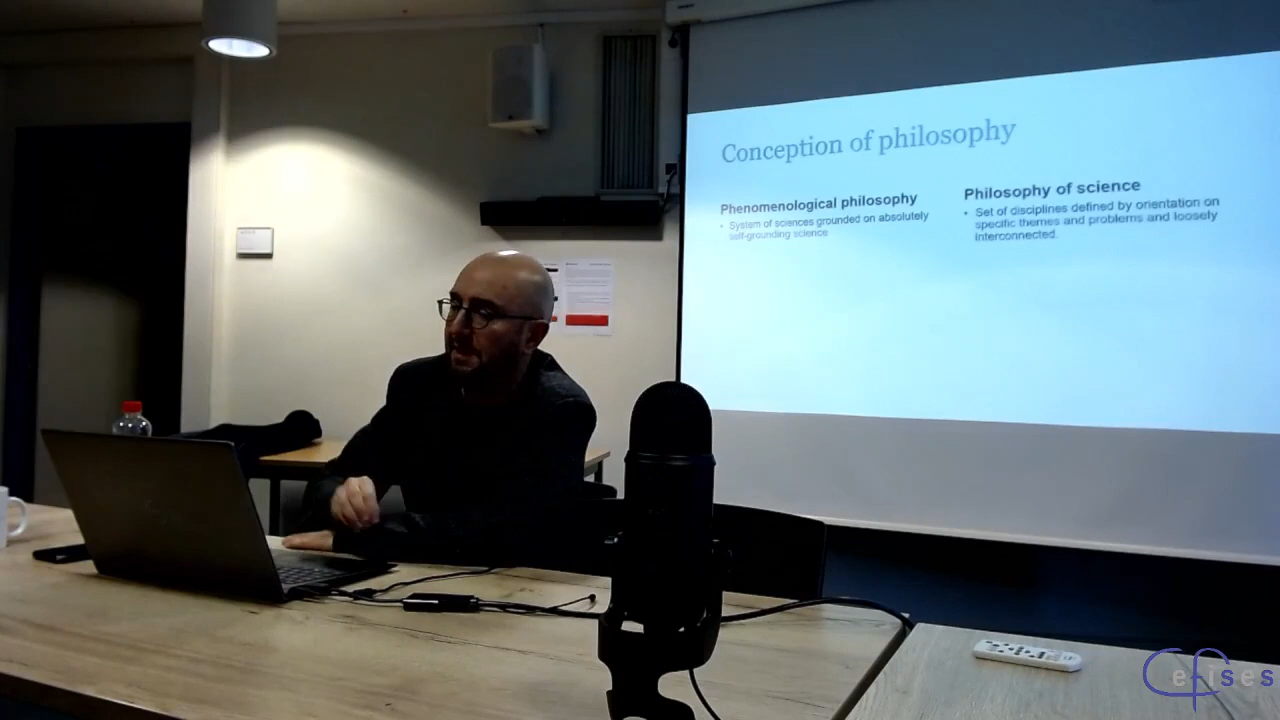 Conception of philosophy
Phenomenological philosophy
• System of sciences grounded on absolutely
self-grounding science
Philosophy of science
• Set of disciplines defined by orientation on
specific themes and problems and loosely
interconnected.
Cefises